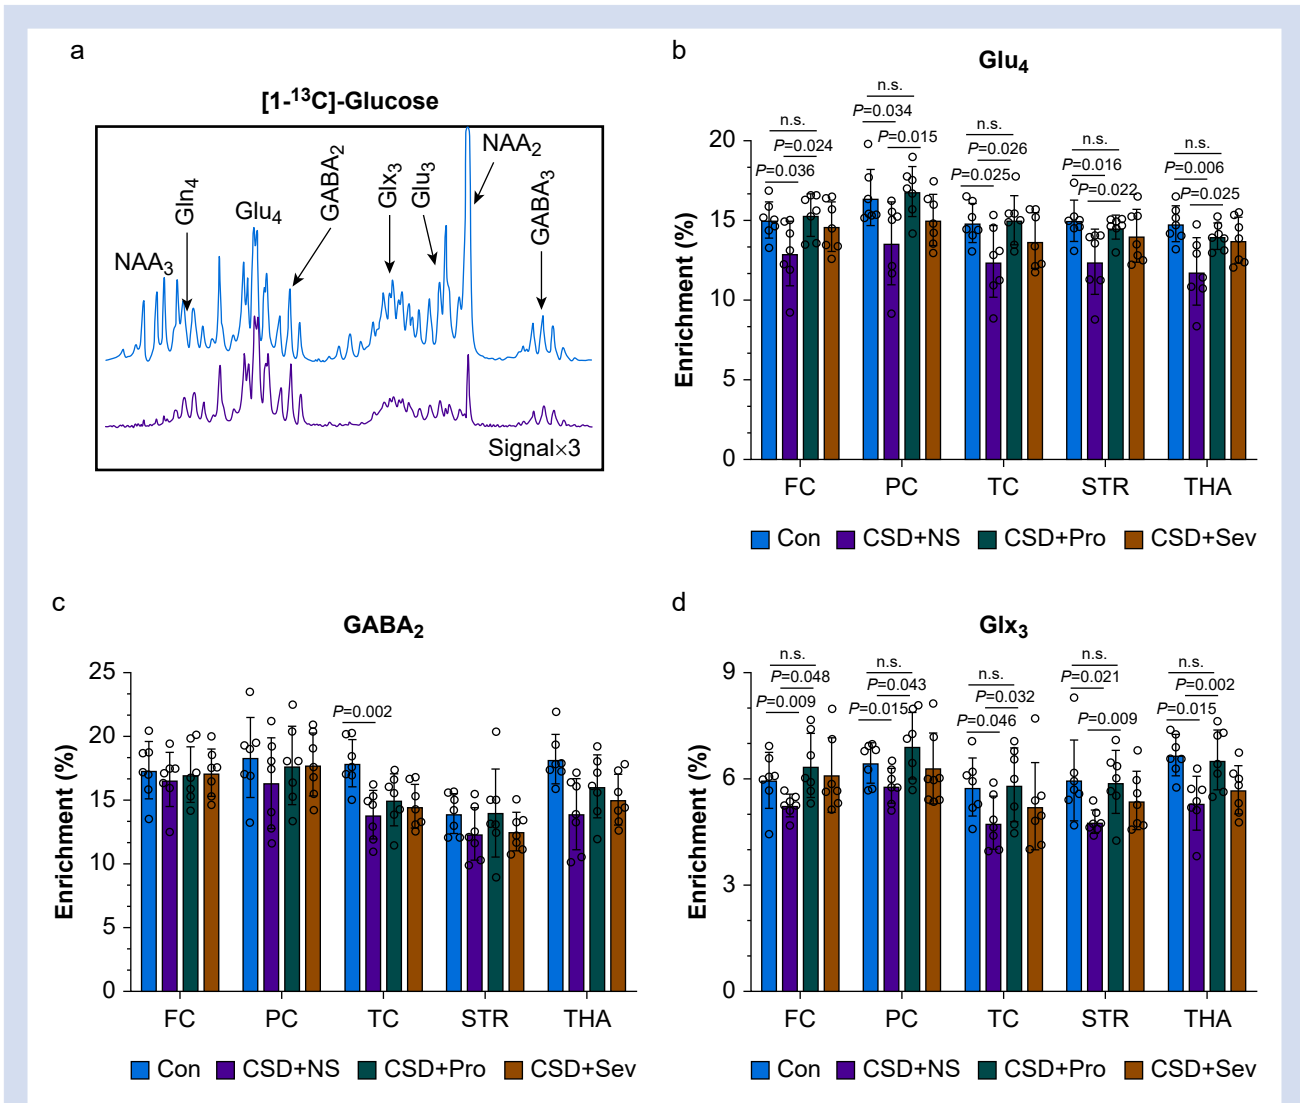 a
[1-¹³C]-Glucose
NAA₃
Gln₄
Glu₄
GABA₂
Glx₃
Glu₃
NAA₂
GABA₃
Signal×3
b
Glu₄
Enrichment (%)
20
15
10
5
0
n.s.
P=0.024
P=0.036
n.s.
P=0.034
P=0.015
n.s.
P=0.026
P=0.025
n.s.
P=0.016
P=0.022
n.s.
P=0.006
P=0.025
FC PC TC STR THA
Con CSD+NS CSD+Pro CSD+Sev
c
GABA₂
Enrichment (%)
25
20
15
10
5
0
P=0.002
FC PC TC STR THA
Con CSD+NS CSD+Pro CSD+Sev
d
Glx₃
Enrichment (%)
9
6
3
0
n.s.
P=0.048
P=0.009
n.s.
P=0.043
P=0.015
n.s.
P=0.032
P=0.046
n.s.
P=0.021
P=0.009
n.s.
P=0.002
P=0.015
FC PC TC STR THA
Con CSD+NS CSD+Pro CSD+Sev